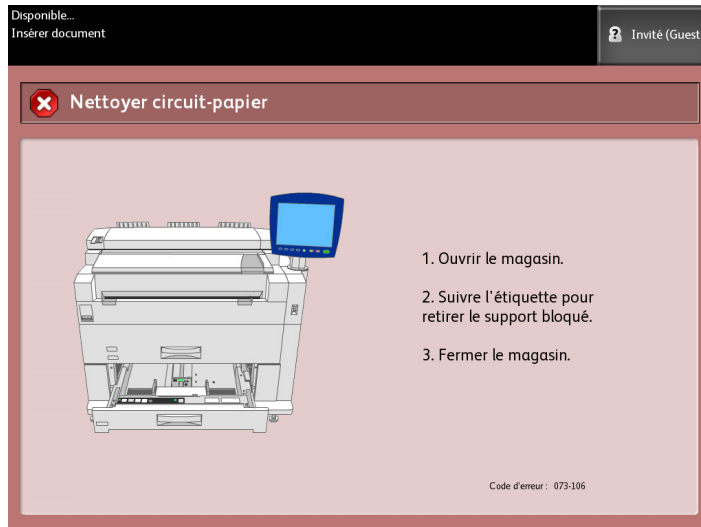 Disponible...
Insérer document
Invité (Guest
Nettoyer circuit-papier
1. Ouvrir le magasin.
2. Suivre l'étiquette pour
retirer le support bloqué.
3. Fermer le magasin.
Code d'erreur : 073-106